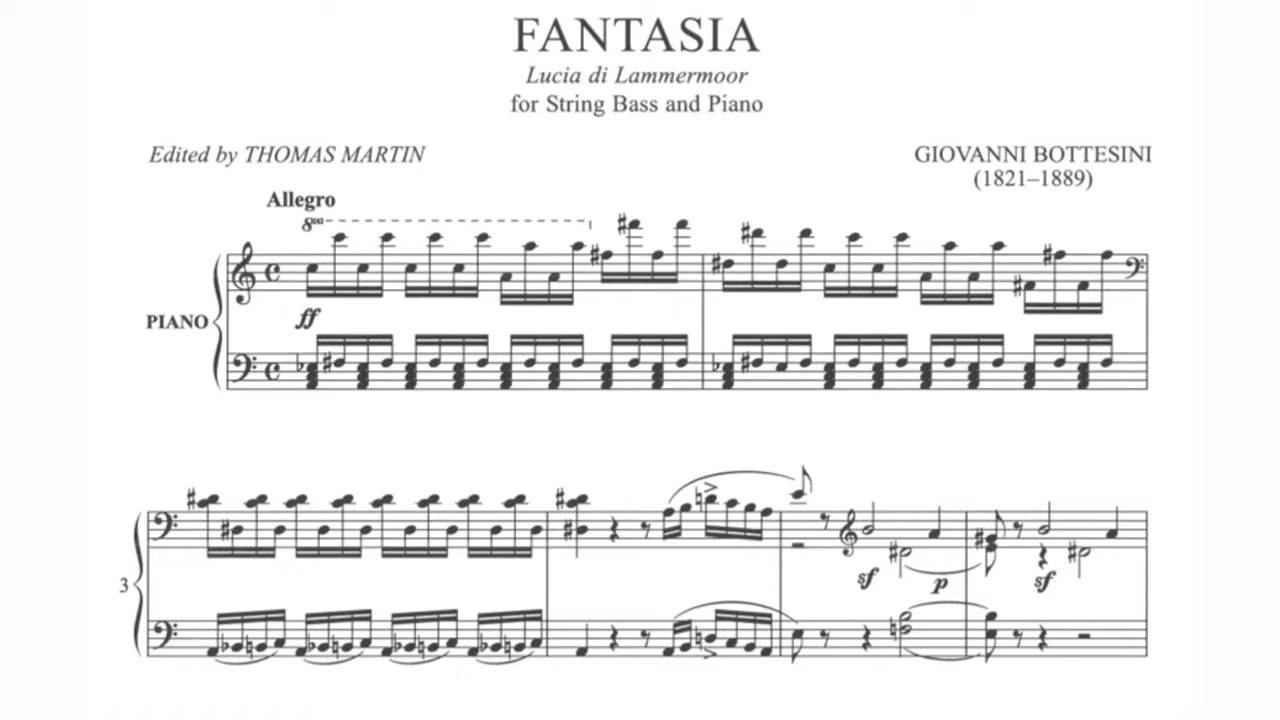 FANTASIA
Lucia di Lammermoor
for String Bass and Piano
Edited by THOMAS MARTIN
GIOVANNI BOTTESINI
(1821–1889)
Allegro
8va
PIANO
ff
3
sf p sf